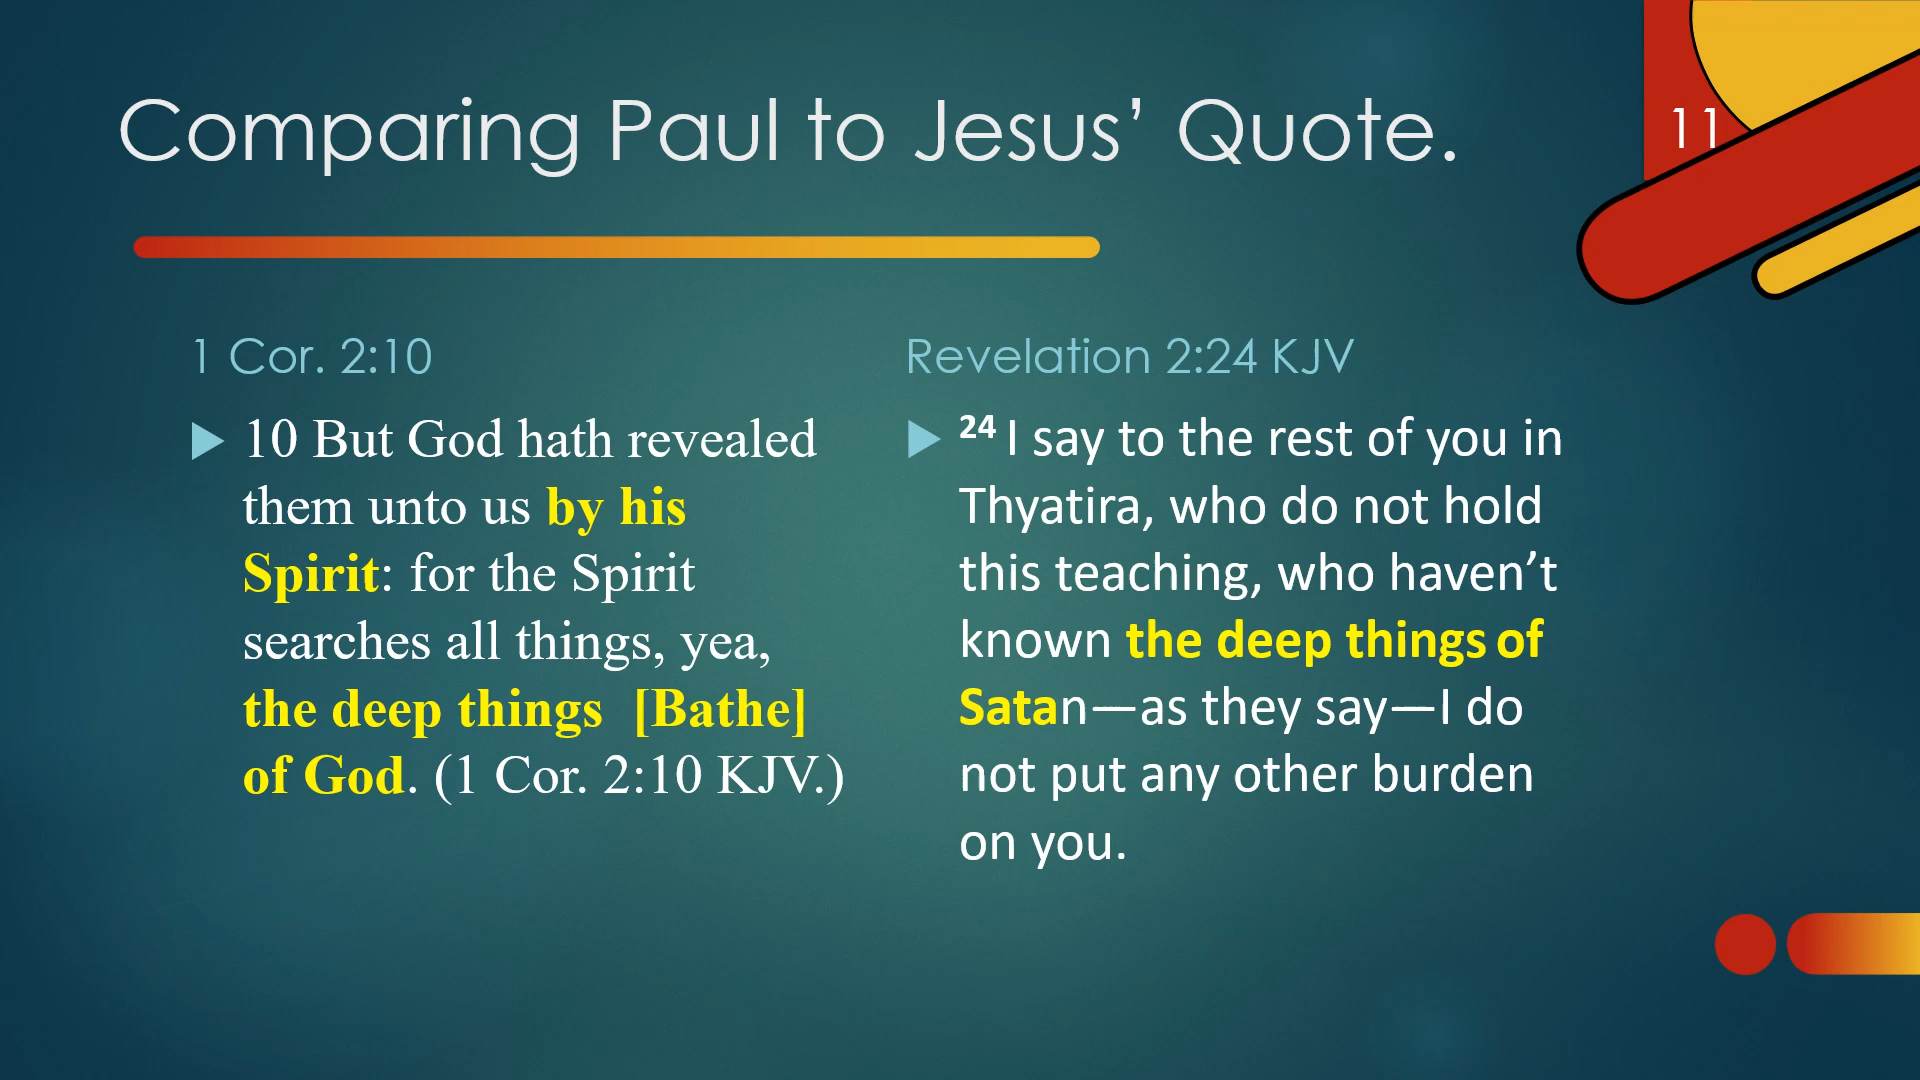 Comparing Paul to Jesus’ Quote.
11
1 Cor. 2:10
10 But God hath revealed
them unto us by his
Spirit: for the Spirit
searches all things, yea,
the deep things [Bathe]
of God. (1 Cor. 2:10 KJV.)
Revelation 2:24 KJV
24 I say to the rest of you in
Thyatira, who do not hold
this teaching, who haven’t
known the deep things of
Satan—as they say—I do
not put any other burden
on you.